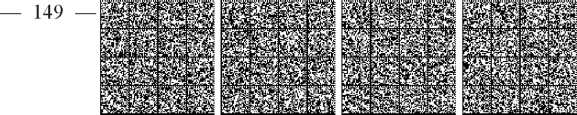 — 149 —